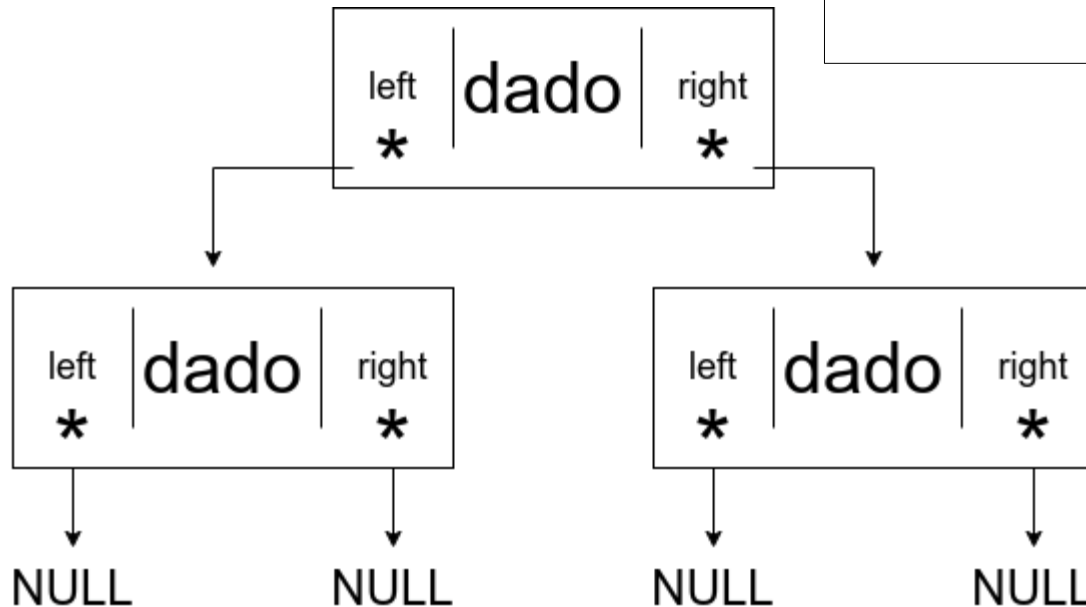 left dado right
* *
left dado right left dado right
* * * *
NULL NULL NULL NULL